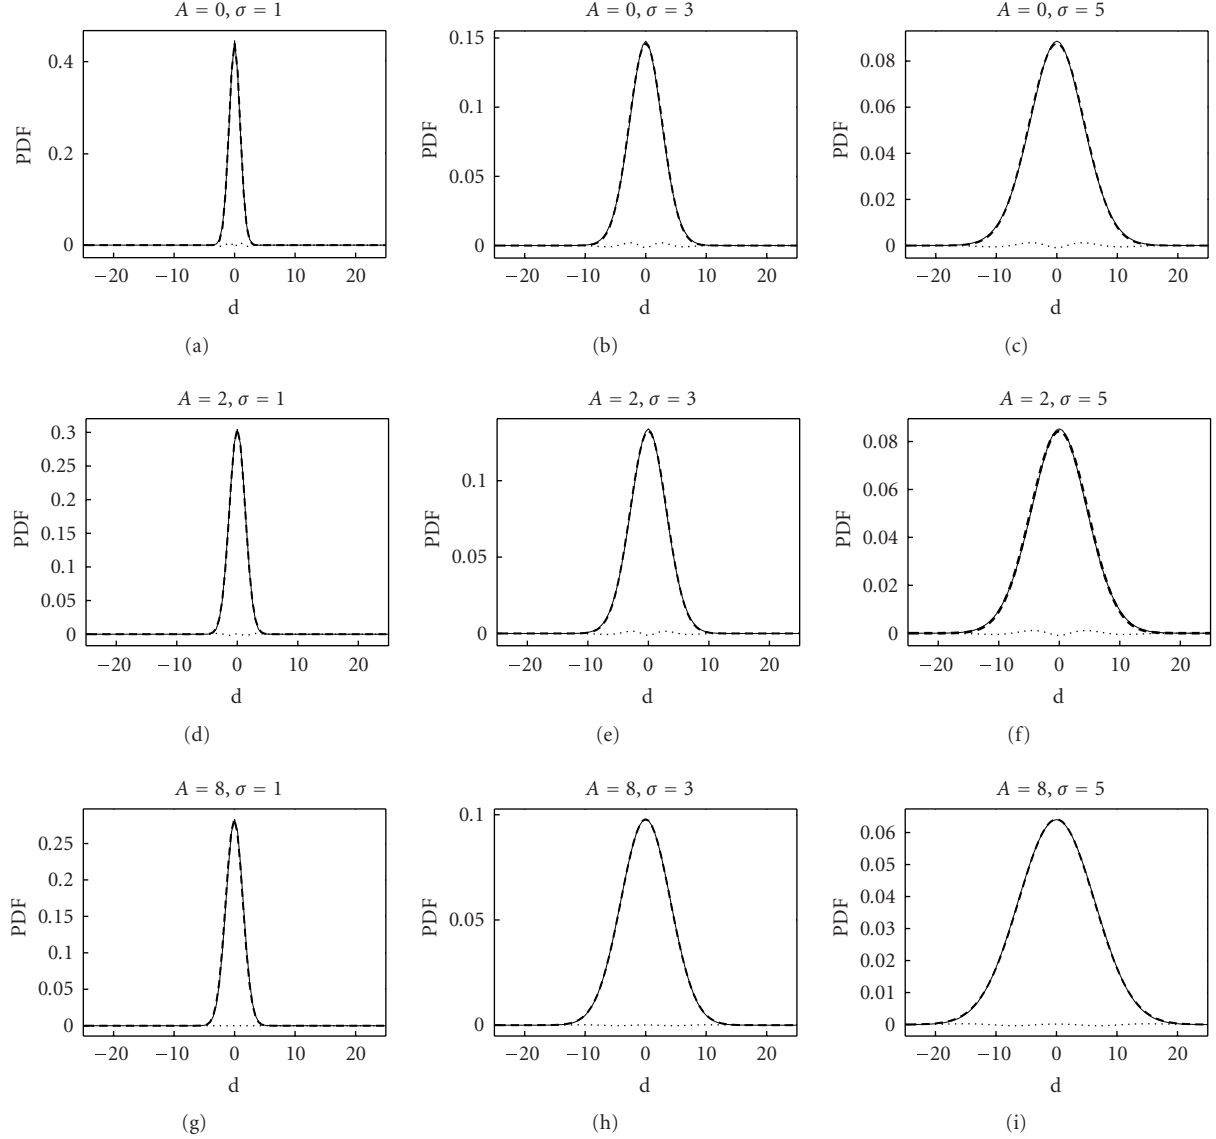 A = 0, σ = 1
PDF
0.4
0.2
0
−20 −10 0 10 20
d
(a)
A = 0, σ = 3
PDF
0.15
0.1
0.05
0
−20 −10 0 10 20
d
(b)
A = 0, σ = 5
PDF
0.08
0.06
0.04
0.02
0
−20 −10 0 10 20
d
(c)
A = 2, σ = 1
PDF
0.3
0.25
0.2
0.15
0.1
0.05
0
−20 −10 0 10 20
d
(d)
A = 2, σ = 3
PDF
0.1
0.05
0
−20 −10 0 10 20
d
(e)
A = 2, σ = 5
PDF
0.08
0.06
0.04
0.02
0
−20 −10 0 10 20
d
(f)
A = 8, σ = 1
PDF
0.25
0.2
0.15
0.1
0.05
0
−20 −10 0 10 20
d
(g)
A = 8, σ = 3
PDF
0.1
0.05
0
−20 −10 0 10 20
d
(h)
A = 8, σ = 5
PDF
0.06
0.05
0.04
0.03
0.02
0.01
0
−20 −10 0 10 20
d
(i)